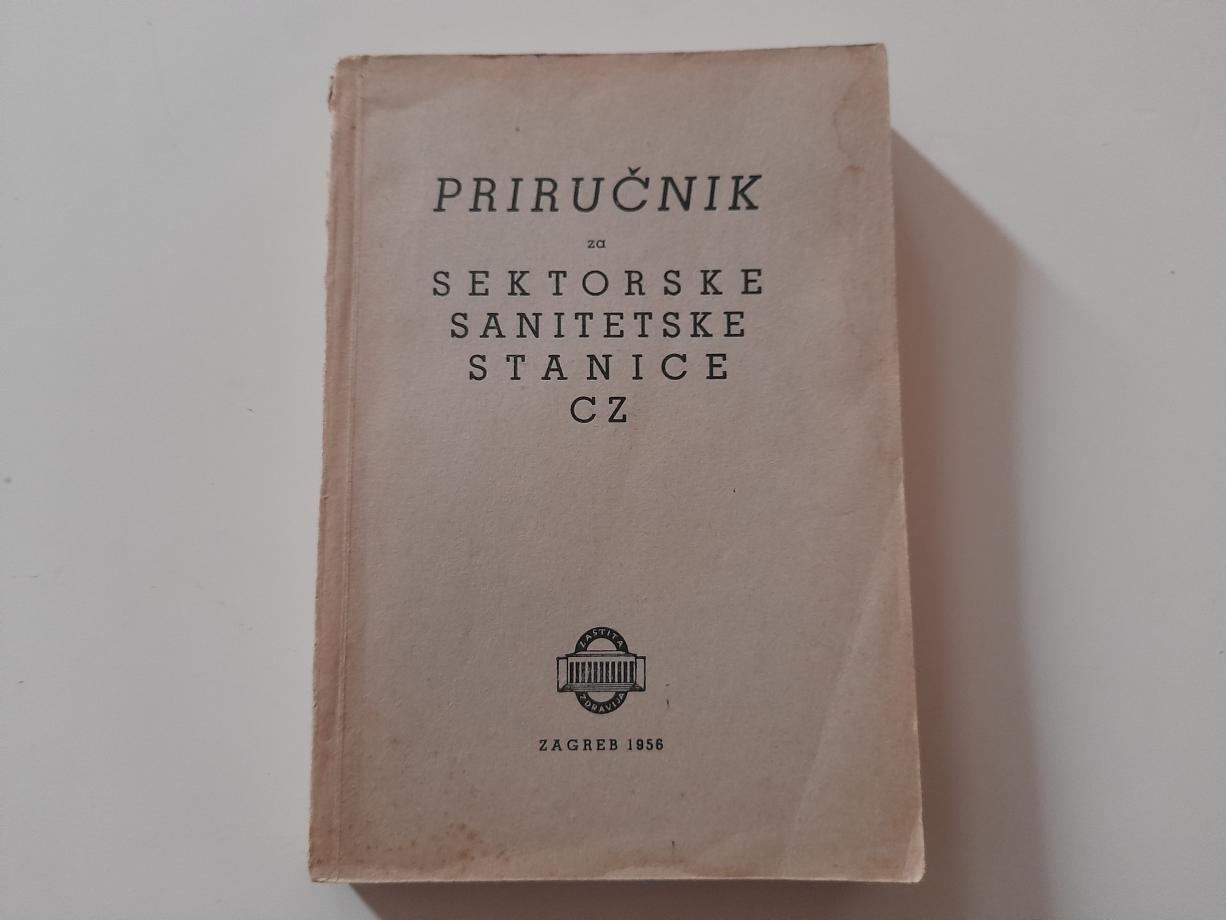 PRIRUČNIK
za
SEKTORSKE
SANITETSKE
STANICE
CZ
ZAŠTITA
ZDRAVLJA
ZAGREB 1956